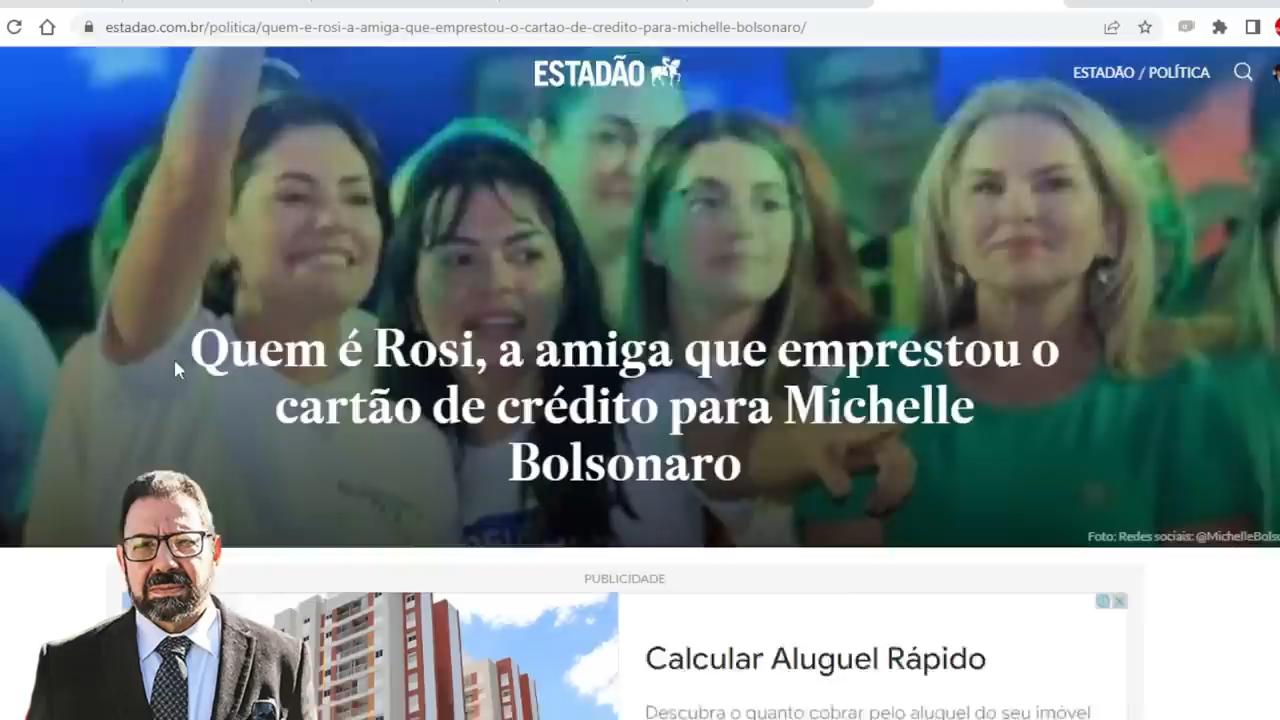 estadao.com.br/politica/quem-e-rosi-a-amiga-que-emprestou-o-cartao-de-credito-para-michelle-bolsonaro/
ESTADÃO
ESTADÃO / POLÍTICA
Quem é Rosi, a amiga que emprestou o
cartão de crédito para Michelle
Bolsonaro
Foto: Redes sociais: @MichelleBols
PUBLICIDADE
Calcular Aluguel Rápido
Descubra o quanto cobrar pelo aluguel do seu imóvel